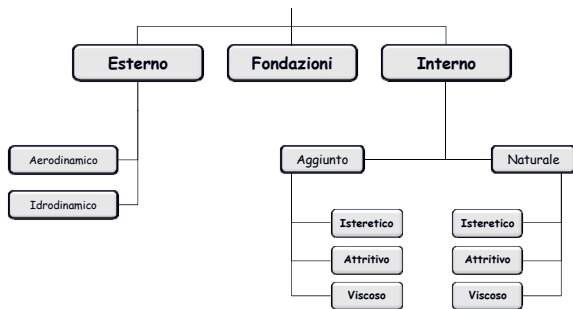 Esterno
Fondazioni
Interno
Aerodinamico
Idrodinamico
Aggiunto
Naturale
Isteretico
Isteretico
Attritivo
Attritivo
Viscoso
Viscoso